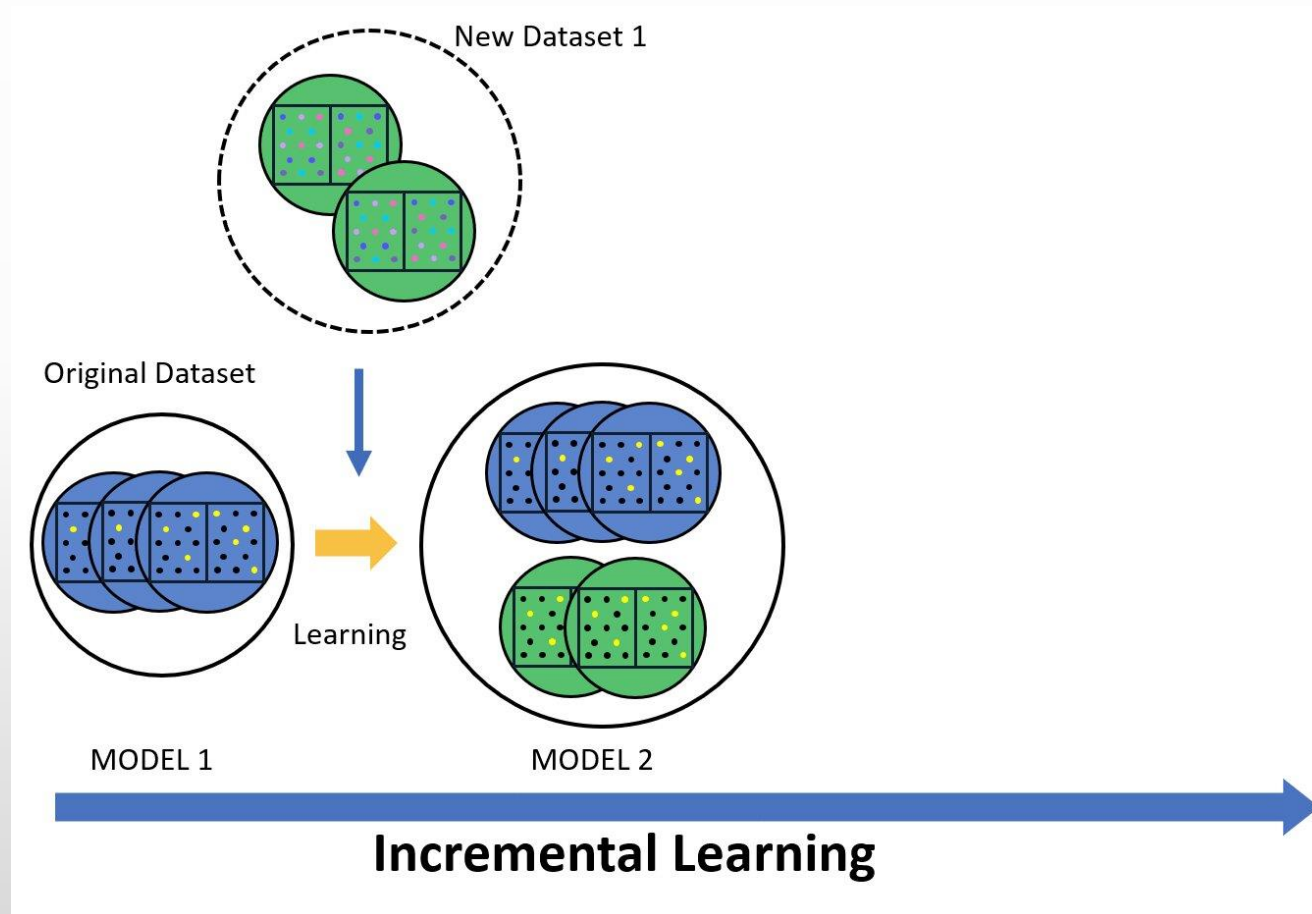 New Dataset 1
Original Dataset
Learning
MODEL 1
MODEL 2
Incremental Learning